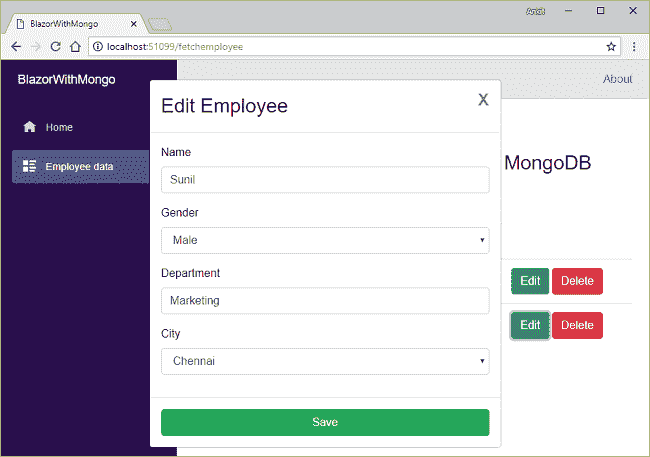 Ankit
BlazorWithMongo
localhost:51099/fetchemployee
BlazorWithMongo
About
Home
Employee data
Edit Employee
X
Name
Sunil
Gender
Male
Department
Marketing
City
Chennai
Save
MongoDB
Edit Delete
Edit Delete